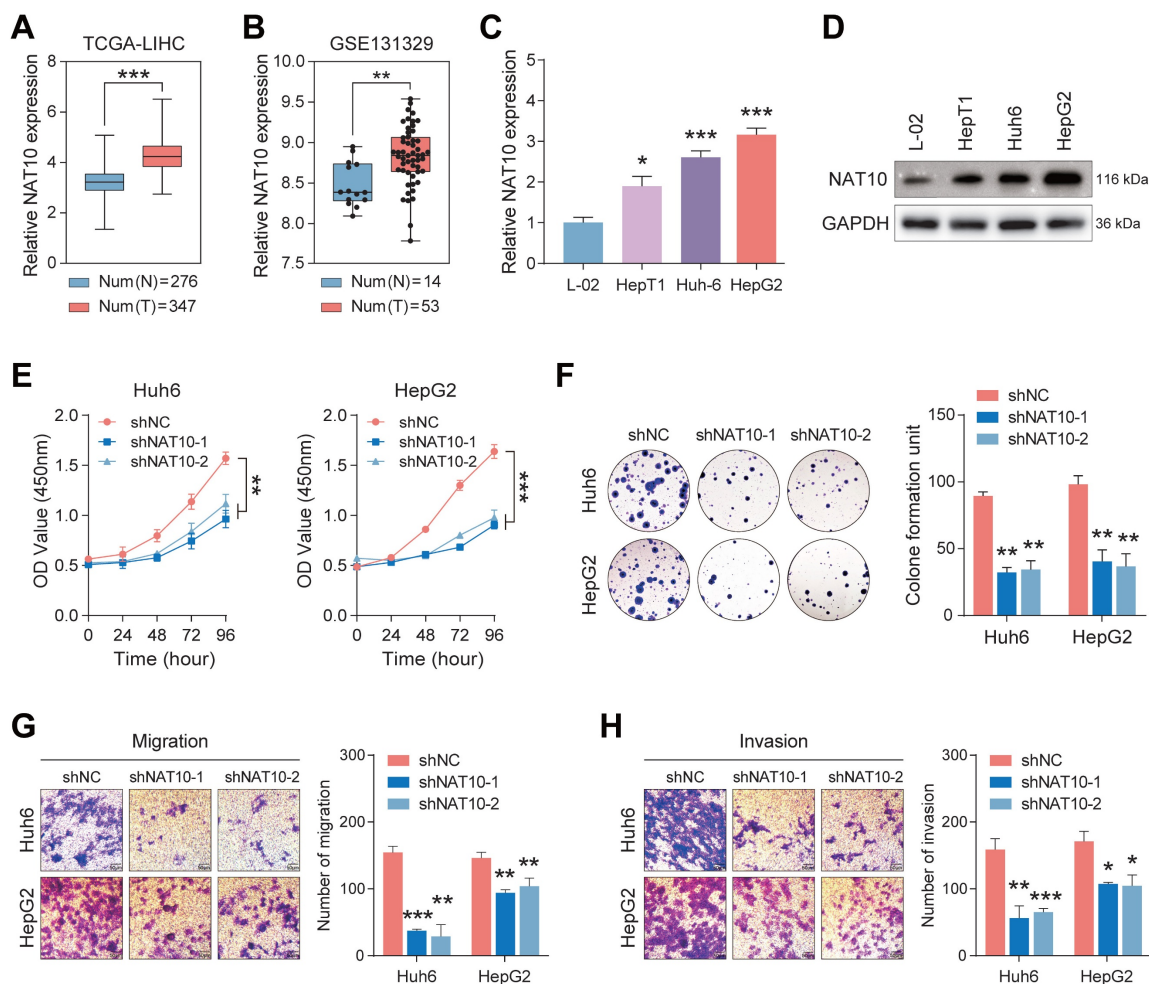 A
TCGA-LIHC
Relative NAT10 expression
8
6
4
2
0
***
Num(N)=276
Num(T)=347
B
GSE131329
Relative NAT10 expression
10.0
9.5
9.0
8.5
8.0
7.5
**
Num(N)=14
Num(T)=53
C
Relative NAT10 expression
5
4
3
2
1
0
*
***
***
L-02
HepT1
Huh-6
HepG2
D
L-02
HepT1
Huh6
HepG2
NAT10
116 kDa
GAPDH
36 kDa
E
Huh6
OD Value (450nm)
2.0
1.5
1.0
0.5
0.0
shNC
shNAT10-1
shNAT10-2
**
0 24 48 72 96
Time (hour)
HepG2
OD Value (450nm)
2.0
1.5
1.0
0.5
0.0
shNC
shNAT10-1
shNAT10-2
***
0 24 48 72 96
Time (hour)
F
shNC shNAT10-1 shNAT10-2
Huh6
HepG2
shNC
shNAT10-1
shNAT10-2
Colone formation unit
150
100
50
0
** **
** **
Huh6 HepG2
G
Migration
shNC shNAT10-1 shNAT10-2
Huh6
HepG2
Number of migration
300
200
100
0
shNC
shNAT10-1
shNAT10-2
*** **
** **
Huh6 HepG2
H
Invasion
shNC shNAT10-1 shNAT10-2
Huh6
HepG2
Number of invasion
300
200
100
0
shNC
shNAT10-1
shNAT10-2
** ***
* *
Huh6 HepG2